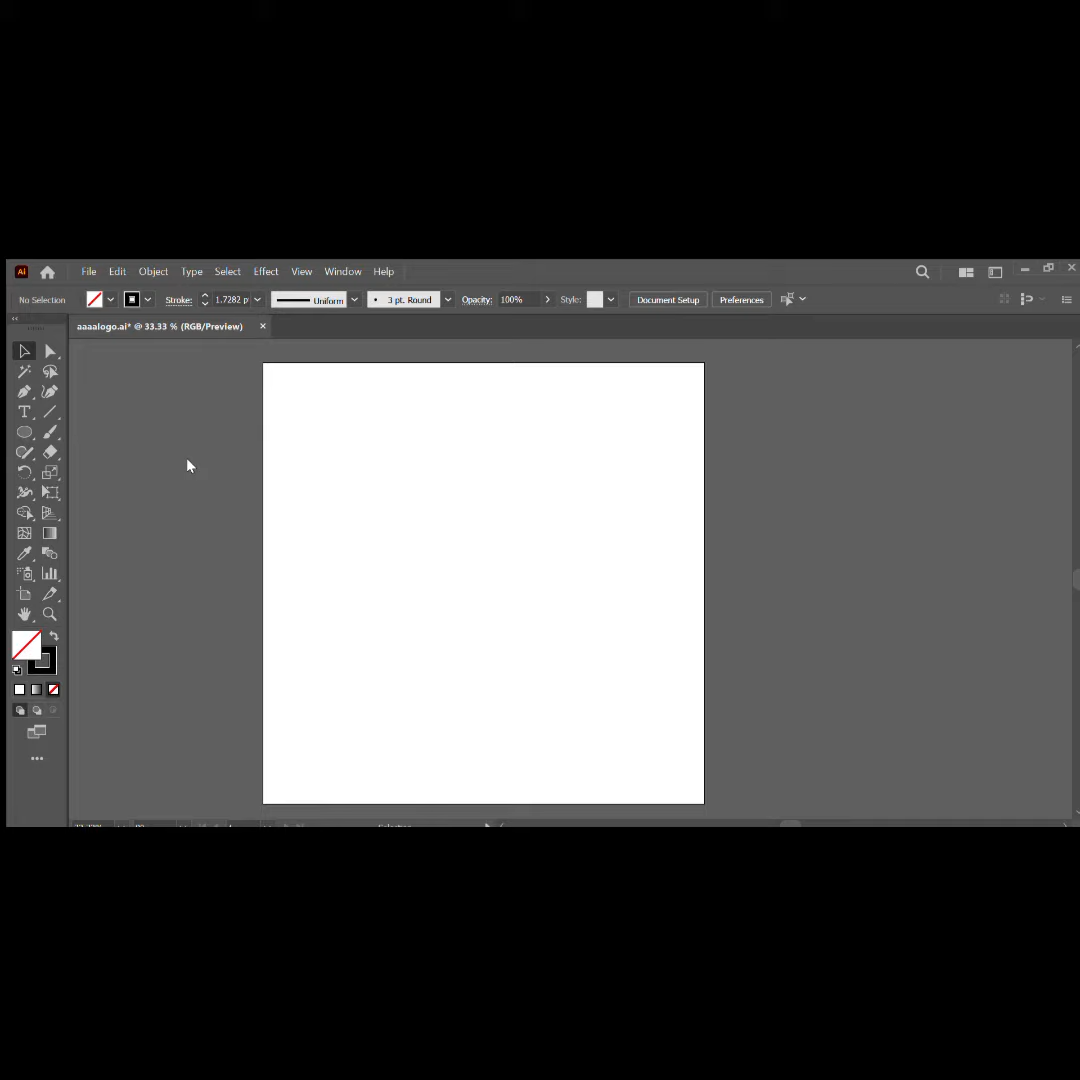 Ai File Edit Object Type Select Effect View Window Help
No Selection Stroke: 1.7282 p Uniform 3 pt. Round Opacity: 100% Style: Document Setup Preferences
aaaalogo.ai* @ 33.33 % (RGB/Preview)
Selection